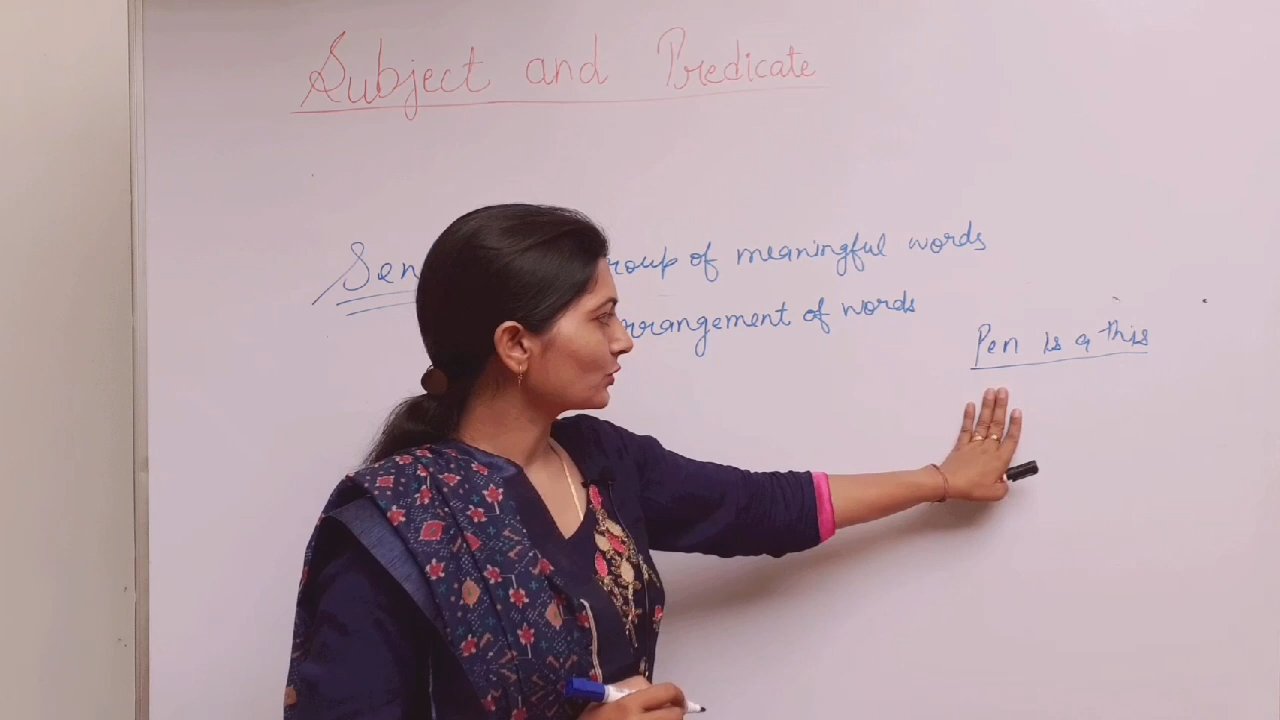 Subject and Predicate
Sen roup of meaningful words
rrangement of words
Pen is a this